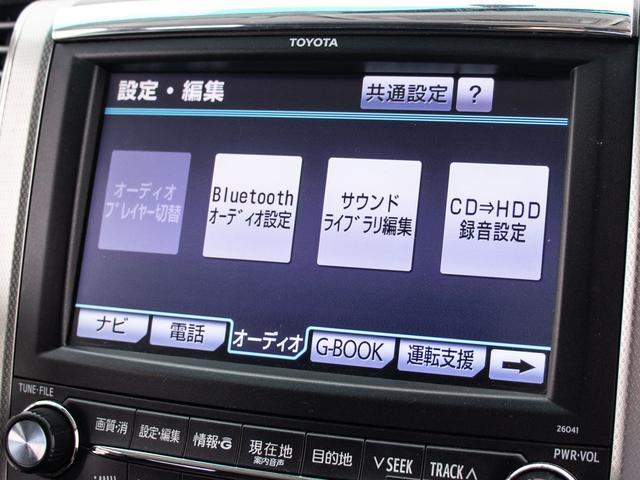 TOYOTA
設定・編集
共通設定
?
オーディオ
プレイヤー切替
Bluetooth
オーディオ設定
サウンド
ライブラリ編集
CD⇒HDD
録音設定
ナビ
電話
オーディオ
G-BOOK
運転支援
→
26041
TUNE・FILE
PWR・VOL
画質・消
設定・編集
情報・G
現在地
案内音声
目的地
∨ SEEK
TRACK ∧